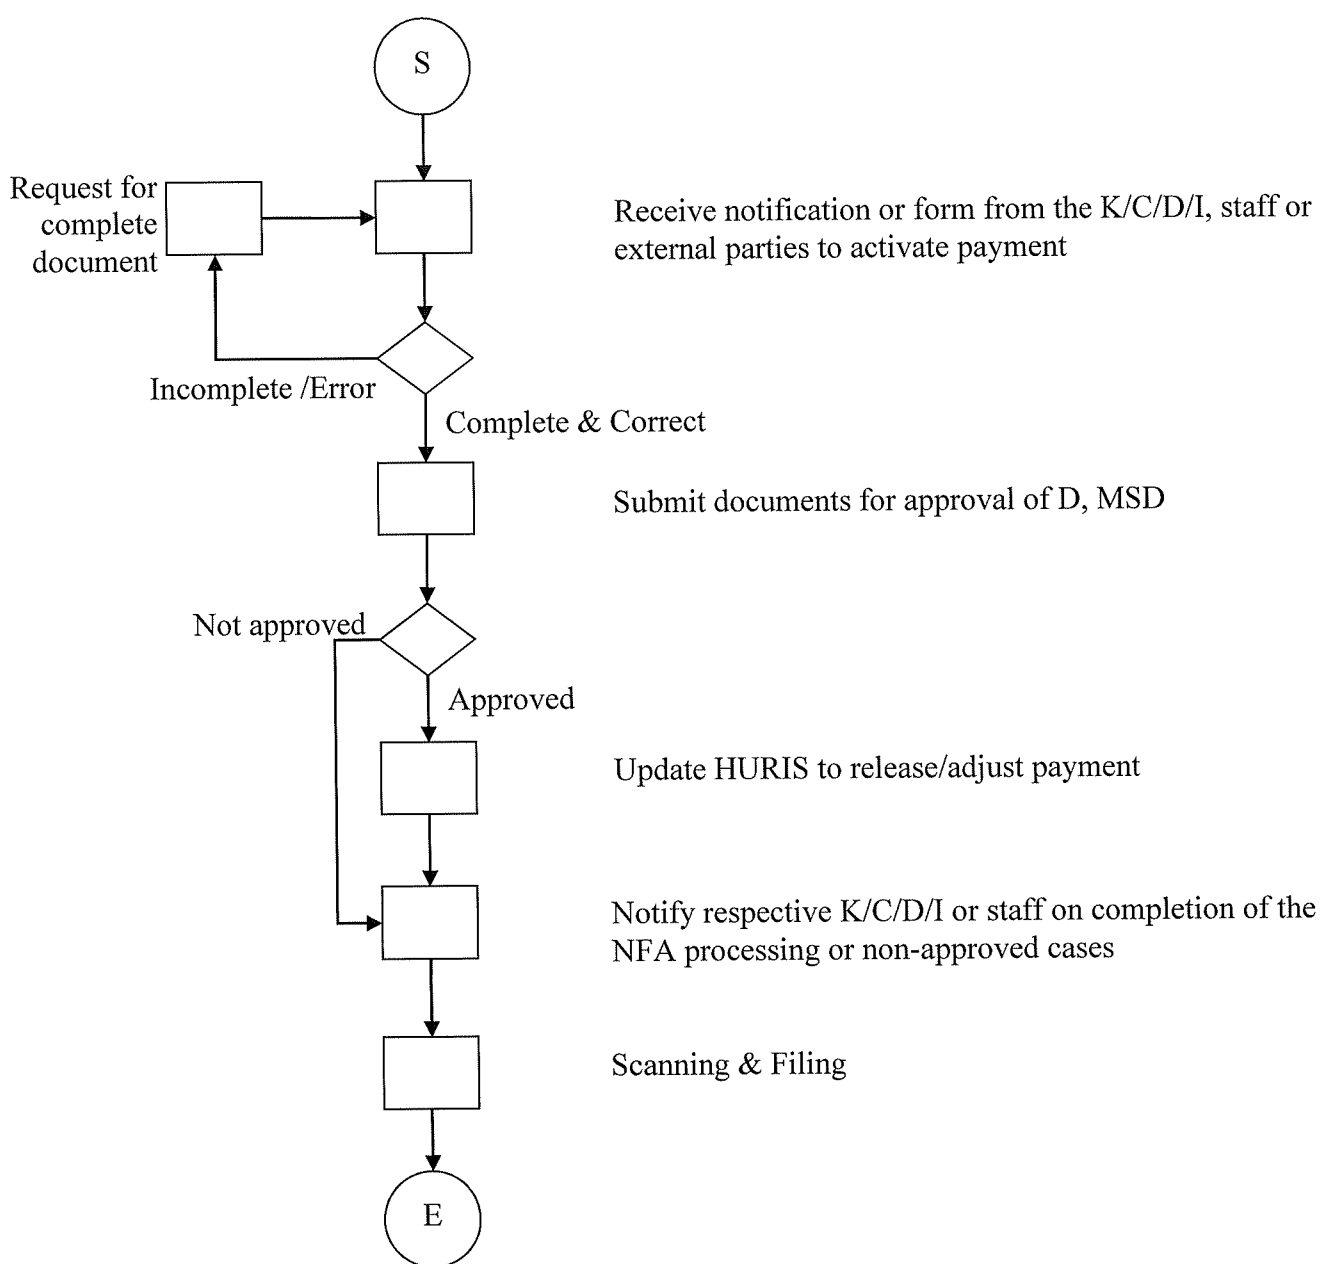 S
Request for
complete
document
Receive notification or form from the K/C/D/I, staff or
external parties to activate payment
Incomplete /Error
Complete & Correct
Submit documents for approval of D, MSD
Not approved
Approved
Update HURIS to release/adjust payment
Notify respective K/C/D/I or staff on completion of the
NFA processing or non-approved cases
Scanning & Filing
E